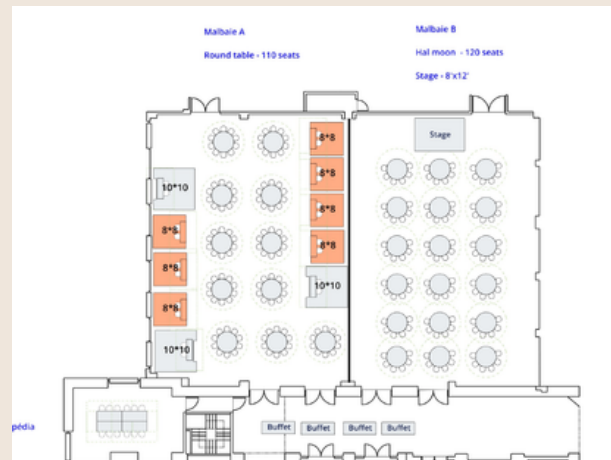 Malbaie A
Round table - 110 seats
Malbaie B
Hal moon - 120 seats
Stage - 8'x12'
Stage
8*8
8*8
8*8
8*8
10*10
10*10
8*8
8*8
8*8
10*10
pédia
Buffet
Buffet
Buffet
Buffet